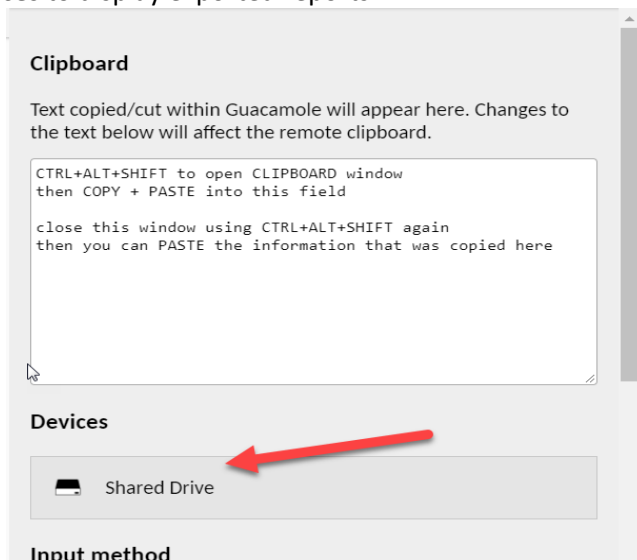 Clipboard
Text copied/cut within Guacamole will appear here. Changes to
the text below will affect the remote clipboard.
CTRL+ALT+SHIFT to open CLIPBOARD window
then COPY + PASTE into this field
close this window using CTRL+ALT+SHIFT again
then you can PASTE the information that was copied here
Devices
Shared Drive
Input method